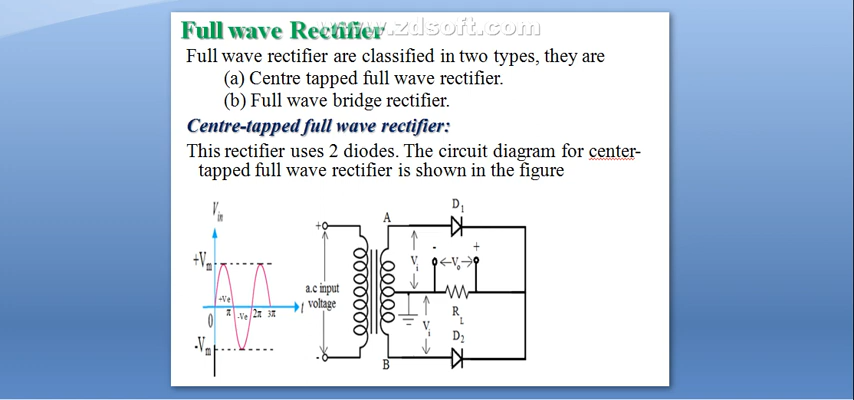 Full wave Rectifier
www.zdsoft.com
Full wave rectifier are classified in two types, they are
(a) Centre tapped full wave rectifier.
(b) Full wave bridge rectifier.
Centre-tapped full wave rectifier:
This rectifier uses 2 diodes. The circuit diagram for center-
tapped full wave rectifier is shown in the figure
Vin
+Vm
+Ve
-Ve
0
π
2π
3π
t
-Vm
+
a.c input
voltage
-
A
B
Vi
Vi
D1
-
+
Vo
RL
D2